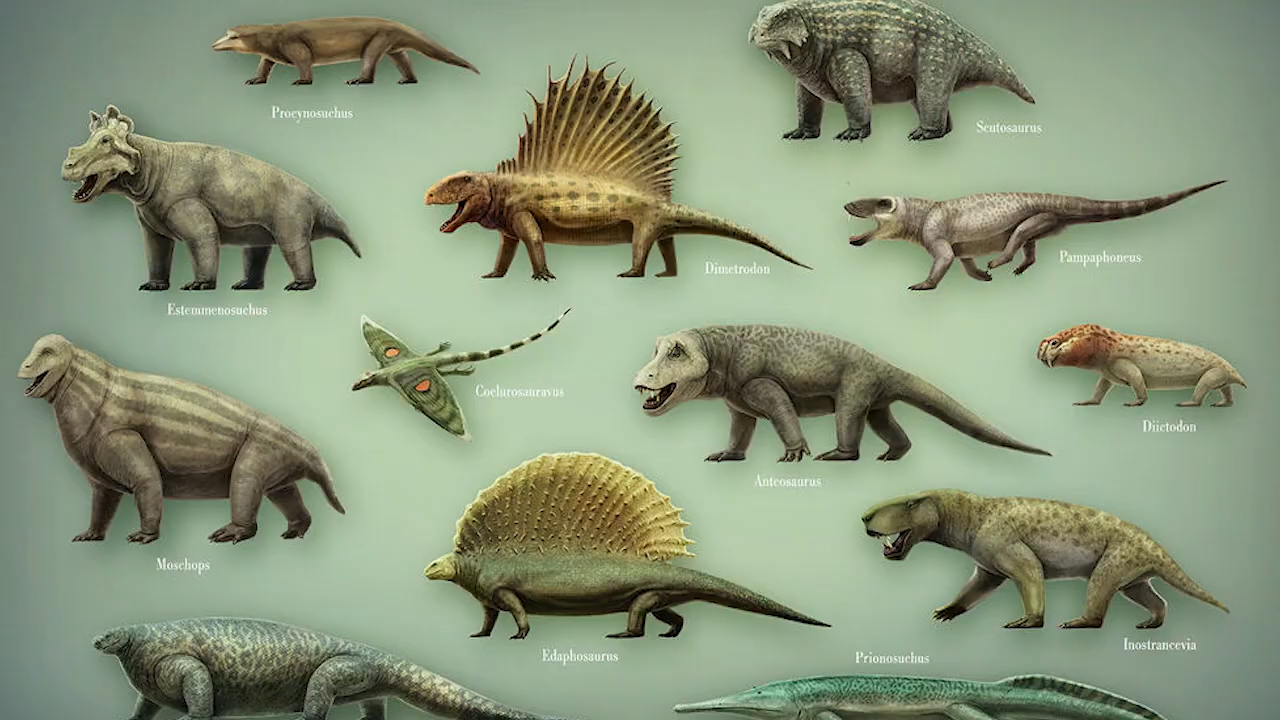 Procynosuchus
Scutosaurus
Dimetrodon
Pampaphoneus
Estemmenosuchus
Coelurosauravus
Diictodon
Anteosaurus
Moschops
Inostrancevia
Edaphosaurus
Prionosuchus